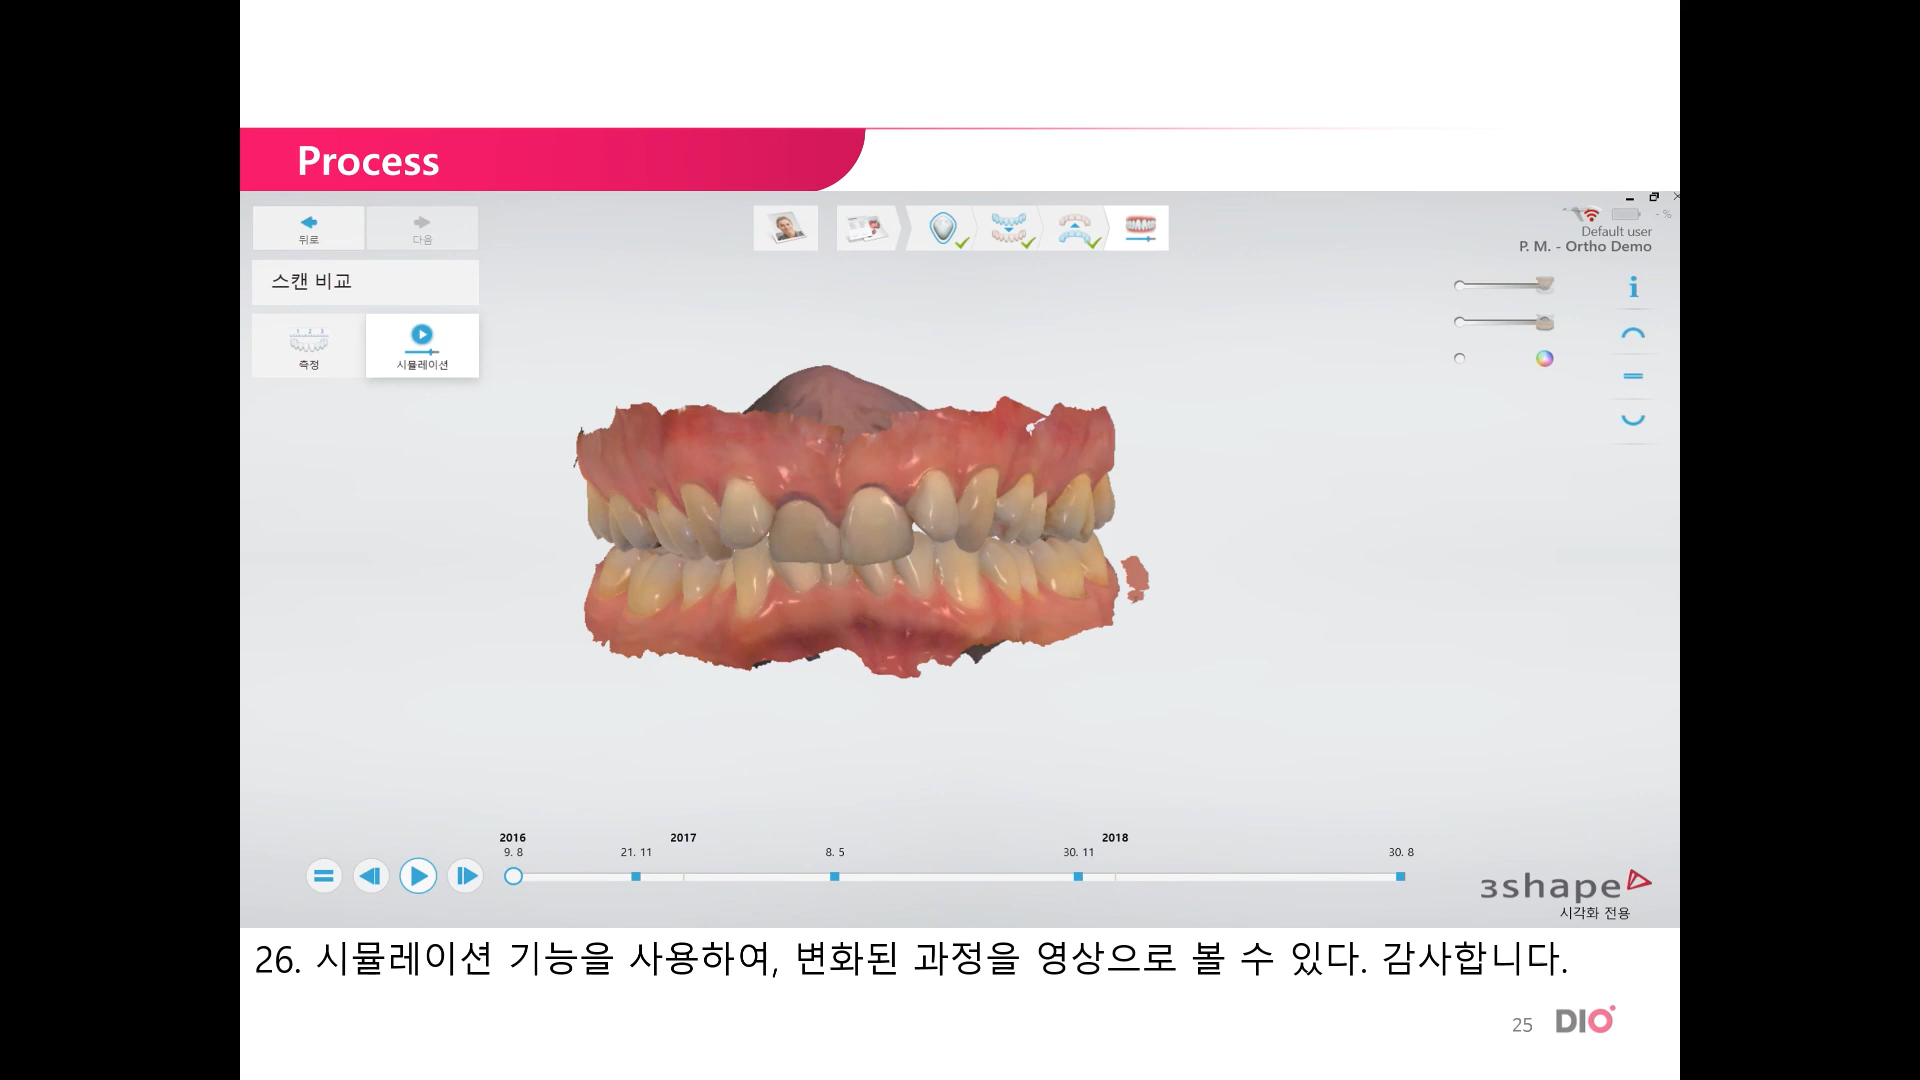 Process
뒤로
다음
- %
Default user
P. M. - Ortho Demo
스캔 비교
1 2 3
측정
시뮬레이션
2016
2017
2018
9. 8
21. 11
8. 5
30. 11
30. 8
3shape
시각화 전용
26. 시뮬레이션 기능을 사용하여, 변화된 과정을 영상으로 볼 수 있다. 감사합니다.
25
DIO